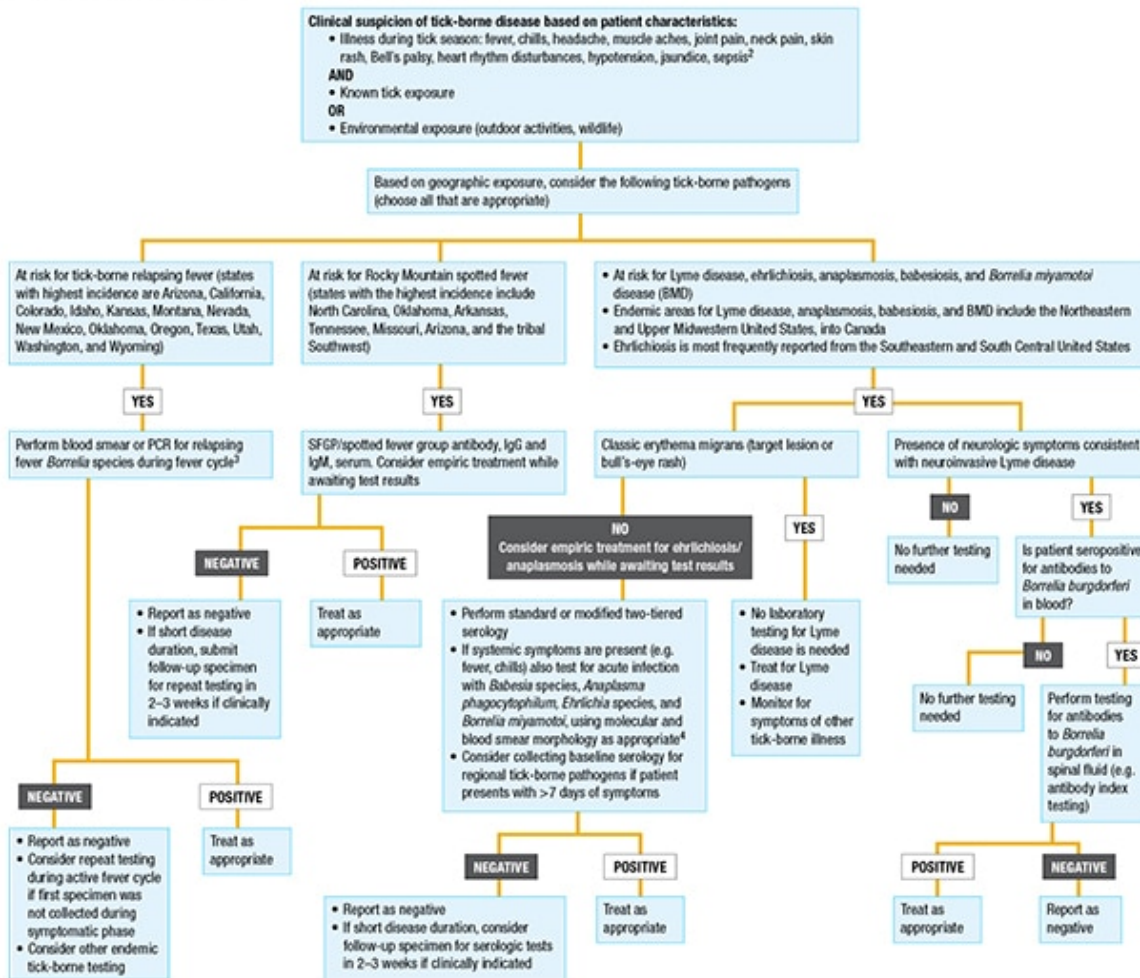 Clinical suspicion of tick-borne disease based on patient characteristics:
• Illness during tick season: fever, chills, headache, muscle aches, joint pain, neck pain, skin
rash, Bell's palsy, heart rhythm disturbances, hypotension, jaundice, sepsis²
AND
• Known tick exposure
OR
• Environmental exposure (outdoor activities, wildlife)
Based on geographic exposure, consider the following tick-borne pathogens
(choose all that are appropriate)
At risk for tick-borne relapsing fever (states
with highest incidence are Arizona, California,
Colorado, Idaho, Kansas, Montana, Nevada,
New Mexico, Oklahoma, Oregon, Texas, Utah,
Washington, and Wyoming)
At risk for Rocky Mountain spotted fever
(states with the highest incidence include
North Carolina, Oklahoma, Arkansas,
Tennessee, Missouri, Arizona, and the tribal
Southwest)
• At risk for Lyme disease, ehrlichiosis, anaplasmosis, babesiosis, and Borrelia miyamotoi
disease (BMD)
• Endemic areas for Lyme disease, anaplasmosis, babesiosis, and BMD include the Northeastern
and Upper Midwestern United States, into Canada
• Ehrlichiosis is most frequently reported from the Southeastern and South Central United States
YES
YES
YES
Perform blood smear or PCR for relapsing
fever Borrelia species during fever cycle³
SFGP/spotted fever group antibody, IgG and
IgM, serum. Consider empiric treatment while
awaiting test results
Classic erythema migrans (target lesion or
bull's-eye rash)
Presence of neurologic symptoms consistent
with neuroinvasive Lyme disease
NEGATIVE
POSITIVE
• Report as negative
• If short disease
duration, submit
follow-up specimen
for repeat testing in
2–3 weeks if clinically
indicated
Treat as
appropriate
NO
Consider empiric treatment for ehrlichiosis/
anaplasmosis while awaiting test results
YES
NO
YES
No further testing
needed
Is patient seropositive
for antibodies to
Borrelia burgdorferi
in blood?
• Perform standard or modified two-tiered
serology
• If systemic symptoms are present (e.g.
fever, chills) also test for acute infection
with Babesia species, Anaplasma
phagocytophilum, Ehrlichia species, and
Borrelia miyamotoi, using molecular and
blood smear morphology as appropriate⁴
• Consider collecting baseline serology for
regional tick-borne pathogens if patient
presents with >7 days of symptoms
• No laboratory
testing for Lyme
disease is needed
• Treat for Lyme
disease
• Monitor for
symptoms of other
tick-borne illness
NO
YES
No further testing
needed
Perform testing
for antibodies
to Borrelia
burgdorferi in
spinal fluid (e.g.
antibody index
testing)
NEGATIVE
POSITIVE
• Report as negative
• Consider repeat testing
during active fever cycle
if first specimen was
not collected during
symptomatic phase
• Consider other endemic
tick-borne testing
Treat as
appropriate
NEGATIVE
POSITIVE
• Report as negative
• If short disease duration, consider
follow-up specimen for serologic tests
in 2–3 weeks if clinically indicated
Treat as
appropriate
POSITIVE
NEGATIVE
Treat as
appropriate
Report as
negative